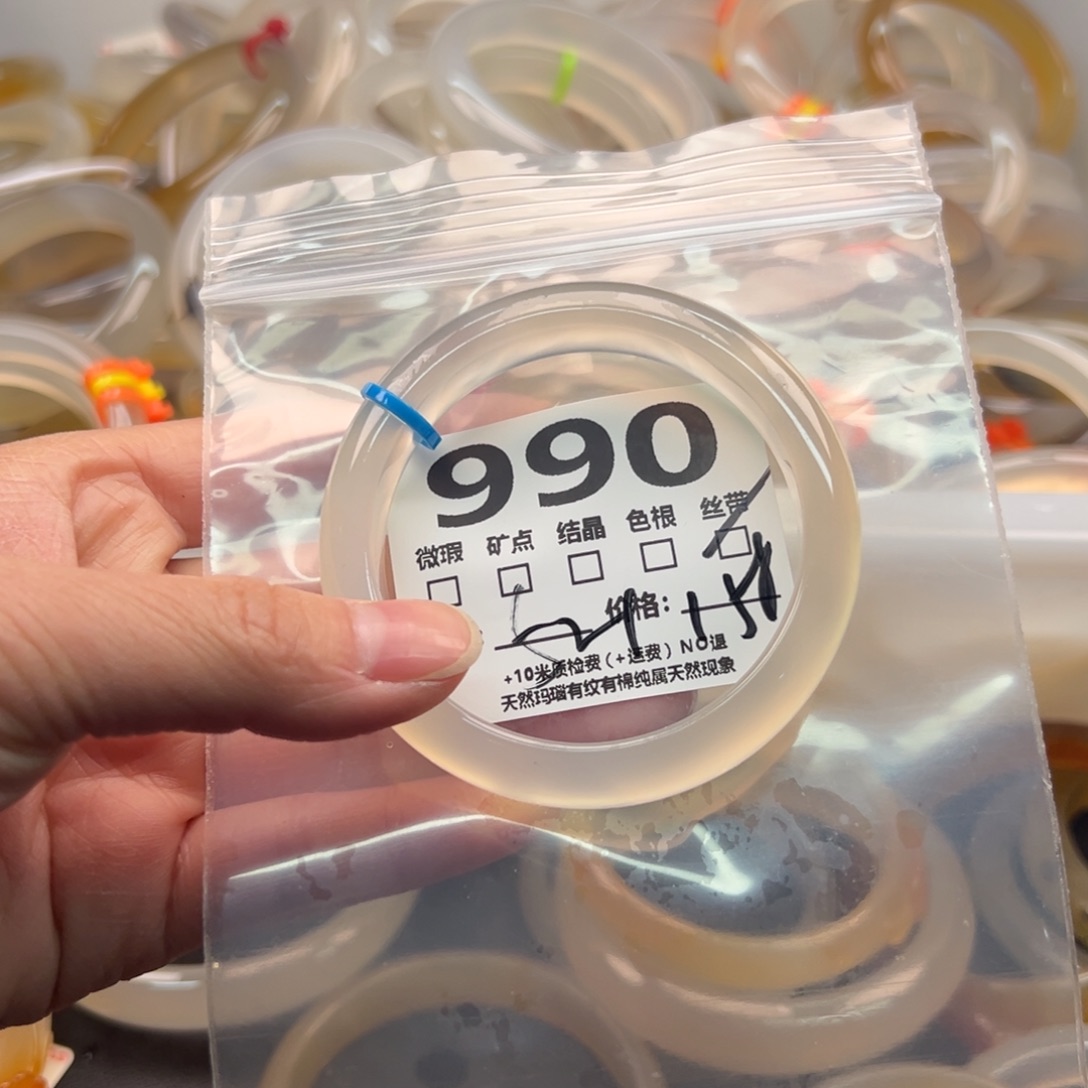 990
微瑕 矿点 结晶 色根 丝带
价格：
+10米质检费（+运费）NO退
天然玛瑙有纹有棉纯属天然现象